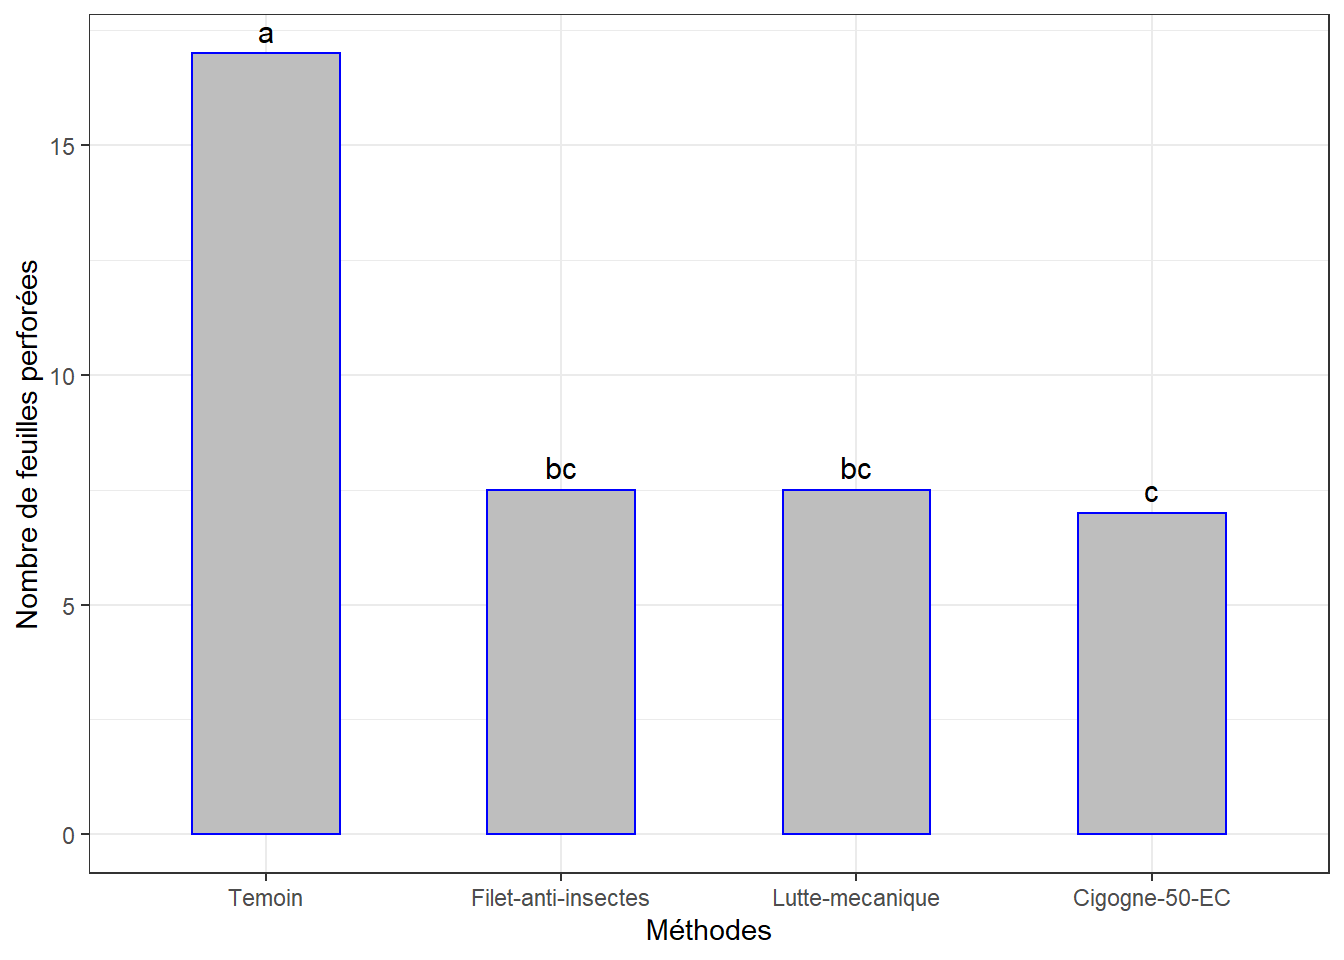 Nombre de feuilles perforées
15
10
5
0
a
bc
bc
c
Temoin
Filet-anti-insectes
Lutte-mecanique
Cigogne-50-EC
Méthodes